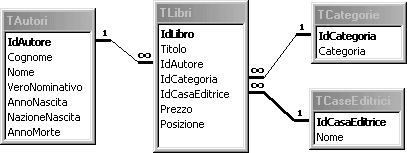 TAutori
IdAutore
Cognome
Nome
VeroNominativo
AnnoNascita
NazioneNascita
AnnoMorte
1
∞
TLibri
IdLibro
Titolo
IdAutore
IdCategoria
IdCasaEditrice
Prezzo
Posizione
∞
∞
1
1
TCategorie
IdCategoria
Categoria
TCaseEditrici
IdCasaEditrice
Nome